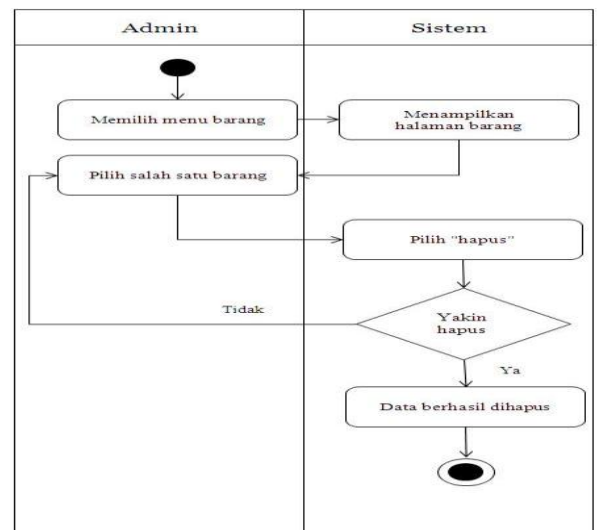 Admin
Sistem
Memilih menu barang
Menampilkan
halaman barang
Pilih salah satu barang
Pilih "hapus"
Yakin
hapus
Tidak
Ya
Data berhasil dihapus